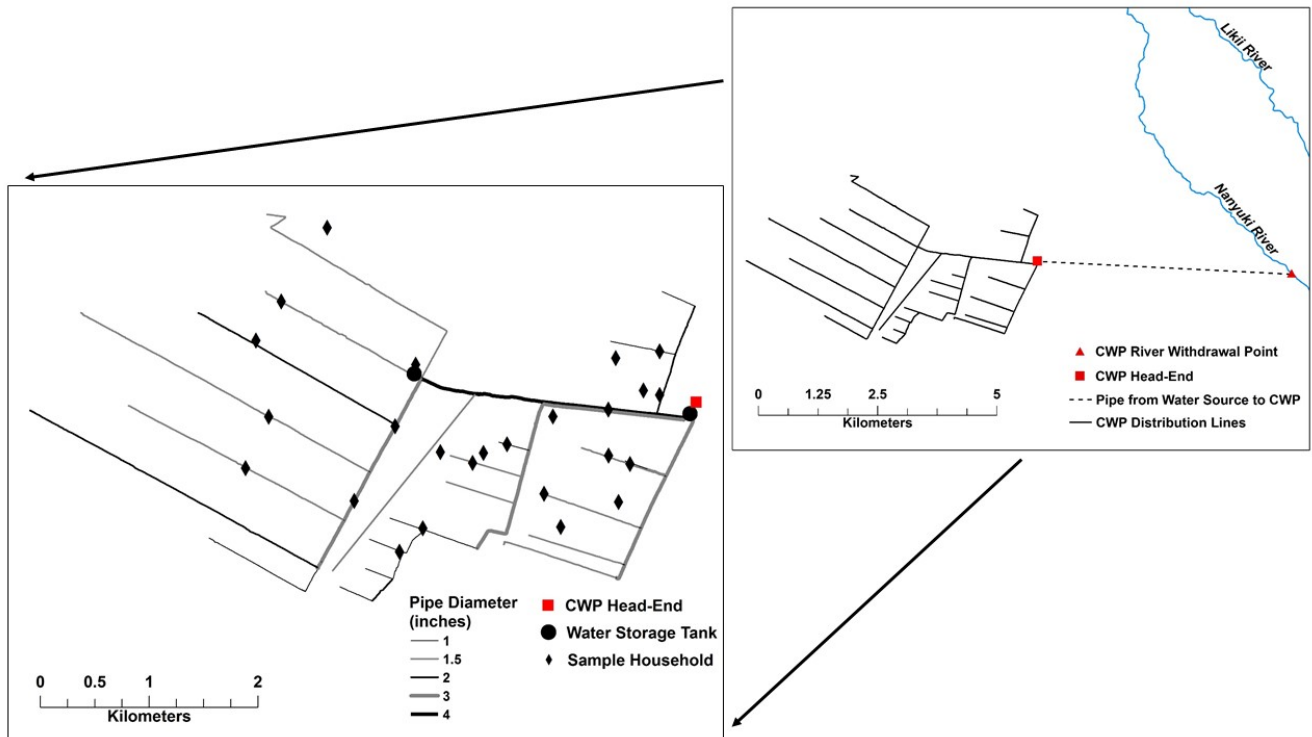 Likii River
Nanyuki River
CWP River Withdrawal Point
CWP Head-End
Pipe from Water Source to CWP
CWP Distribution Lines
0 1.25 2.5 5
Kilometers
Pipe Diameter
(inches)
1
1.5
2
3
4
CWP Head-End
Water Storage Tank
Sample Household
0 0.5 1 2
Kilometers